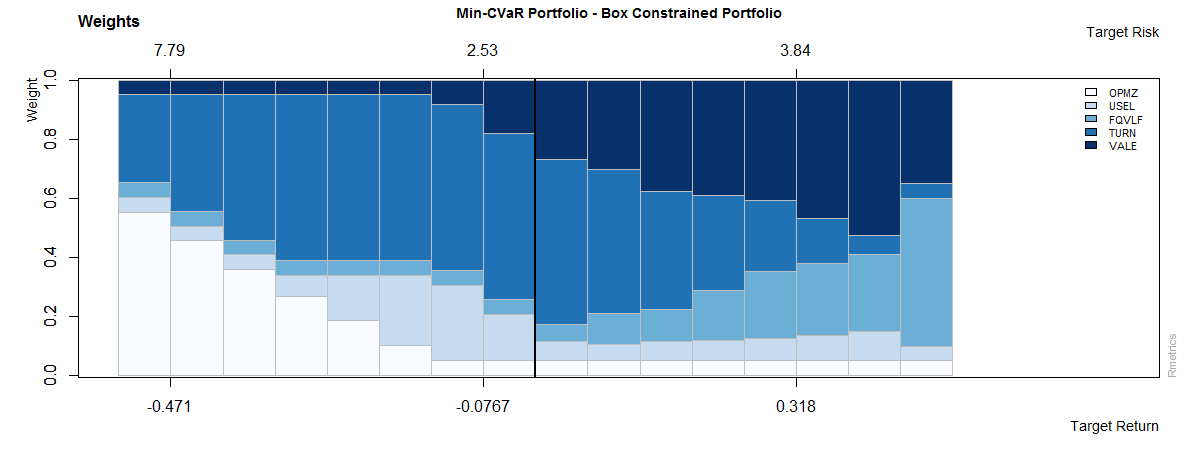 Min-CVaR Portfolio - Box Constrained Portfolio
Weights
Target Risk
7.79 2.53 3.84
Weight
1.0
0.8
0.6
0.4
0.2
0.0
OPMZ
USEL
FQVLF
TURN
VALE
Rmetrics
-0.471 -0.0767 0.318
Target Return